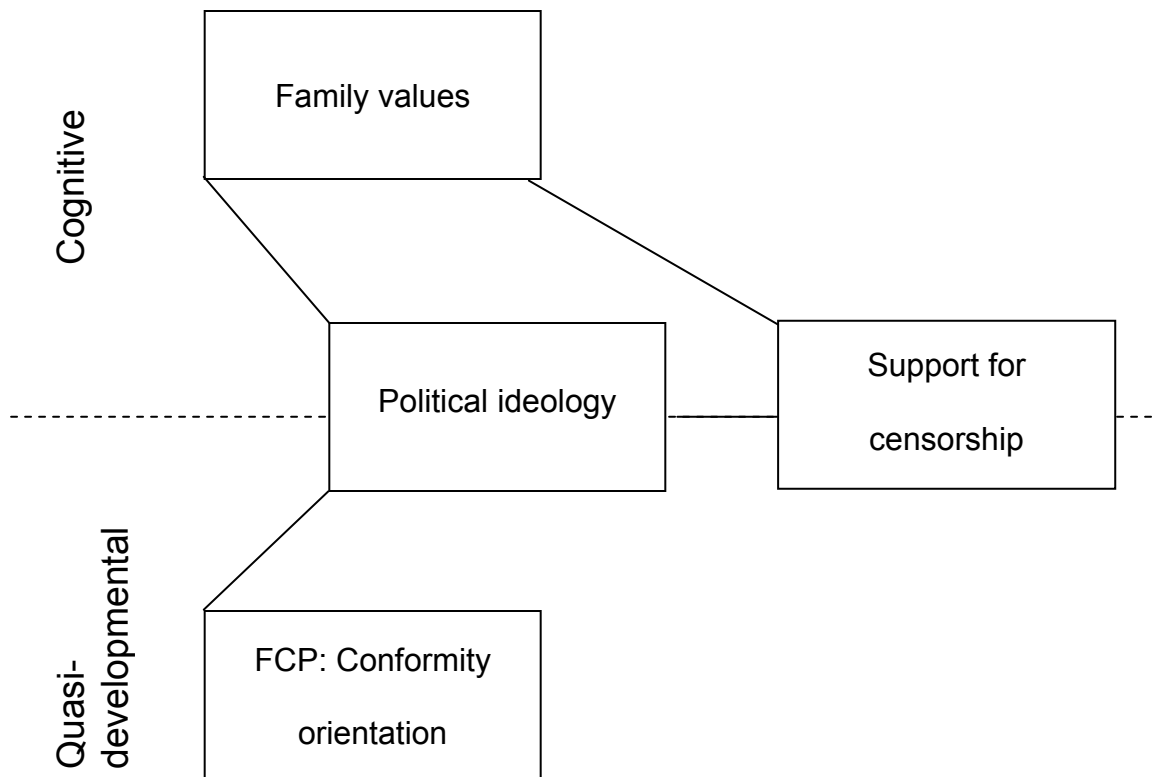 Cognitive
Family values
Political ideology
Support for
censorship
Quasi-
developmental
FCP: Conformity
orientation